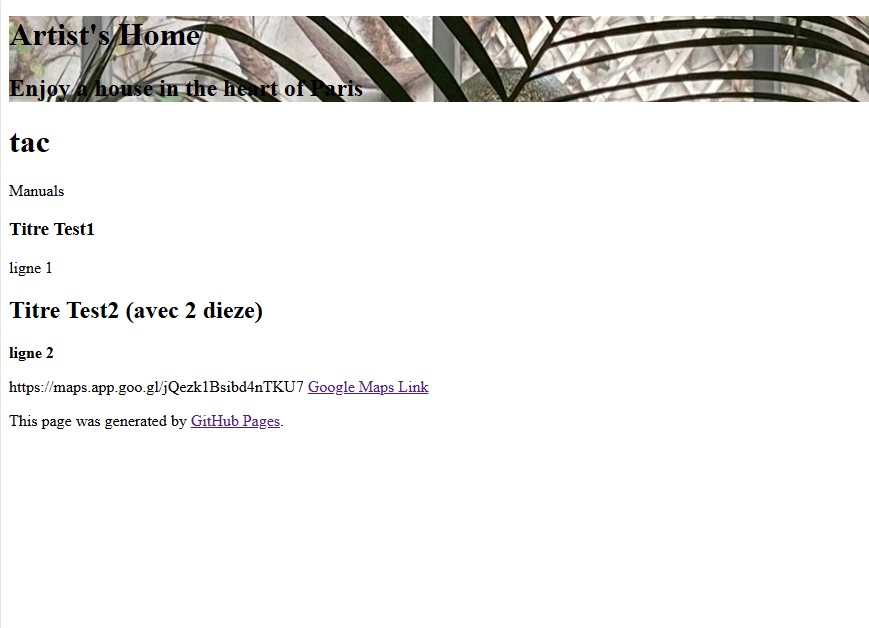 Artist's Home
Enjoy a house in the heart of Paris
tac
Manuals
Titre Test1
ligne 1
Titre Test2 (avec 2 dieze)
ligne 2
https://maps.app.goo.gl/jQezk1Bsibd4nTKU7 Google Maps Link
This page was generated by GitHub Pages.